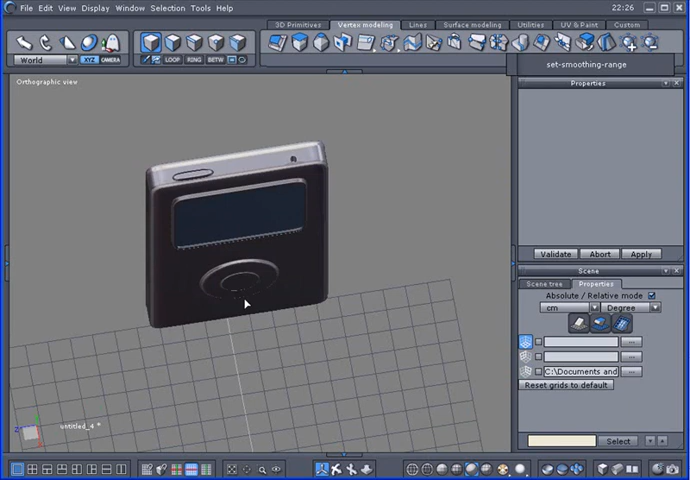 File Edit View Display Window Selection Tools Help 22:26
3D Primitives Vertex modeling Lines Surface modeling Utilities UV & Paint Custom
World XYZ CAMERA LOOP RING BETW
set-smoothing-range
Orthographic view
Properties
Validate Abort Apply
Scene
Scene tree Properties
Absolute / Relative mode
cm Degree
...
...
C:\Documents and ...
Reset grids to default
untitled_4 *
Select